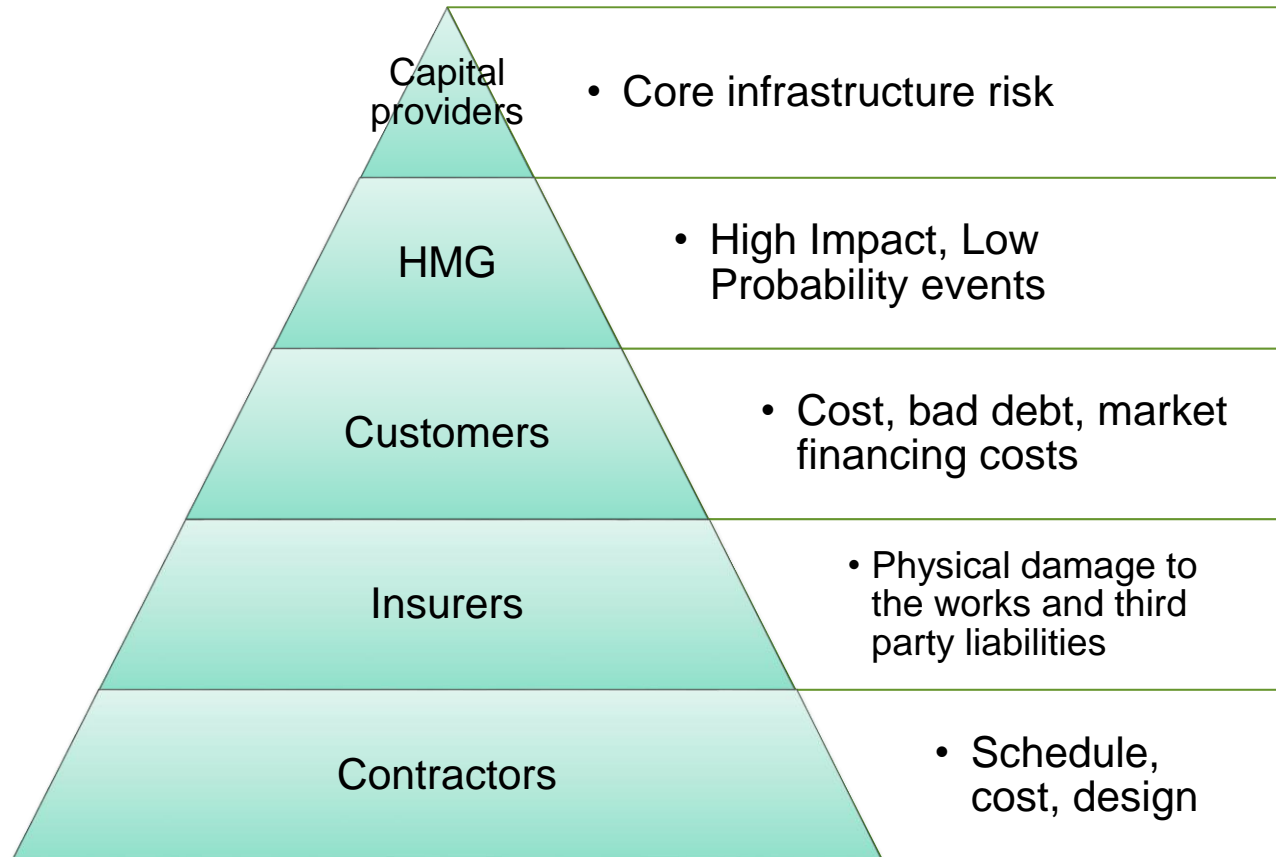 Capital
providers
• Core infrastructure risk
HMG
• High Impact, Low
Probability events
Customers
• Cost, bad debt, market
financing costs
Insurers
• Physical damage to
the works and third
party liabilities
Contractors
• Schedule,
cost, design